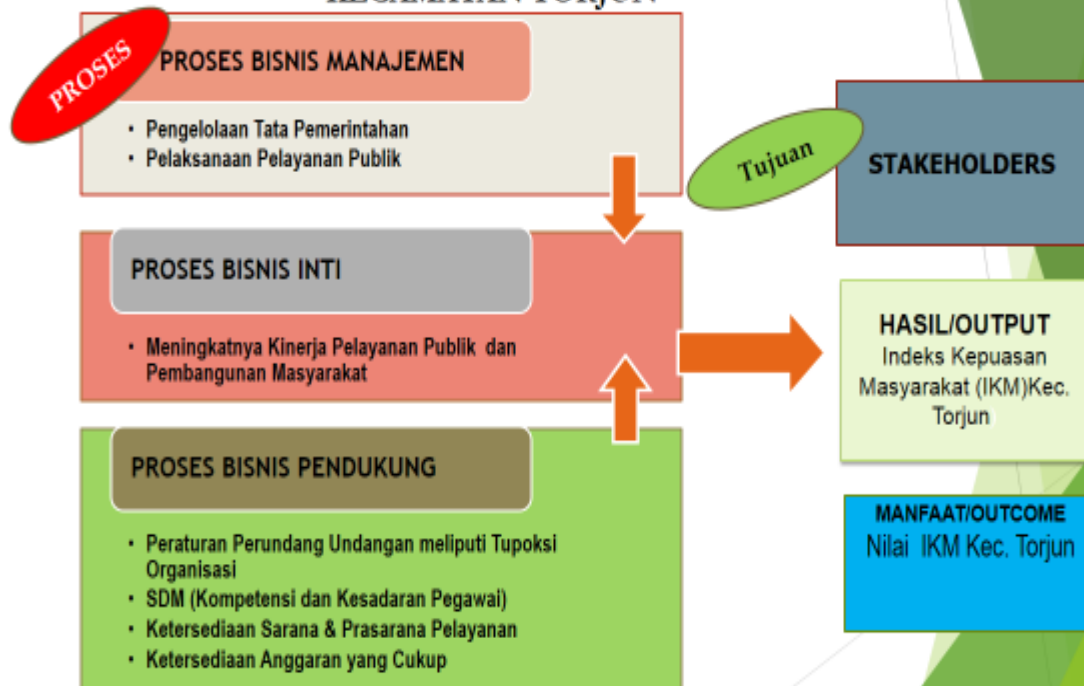 KECAMATAN TORJUN
PROSES
PROSES BISNIS MANAJEMEN
• Pengelolaan Tata Pemerintahan
• Pelaksanaan Pelayanan Publik
PROSES BISNIS INTI
• Meningkatnya Kinerja Pelayanan Publik dan
Pembangunan Masyarakat
PROSES BISNIS PENDUKUNG
• Peraturan Perundang Undangan meliputi Tupoksi
Organisasi
• SDM (Kompetensi dan Kesadaran Pegawai)
• Ketersediaan Sarana & Prasarana Pelayanan
• Ketersediaan Anggaran yang Cukup
Tujuan
STAKEHOLDERS
HASIL/OUTPUT
Indeks Kepuasan
Masyarakat (IKM)Kec.
Torjun
MANFAAT/OUTCOME
Nilai IKM Kec. Torjun